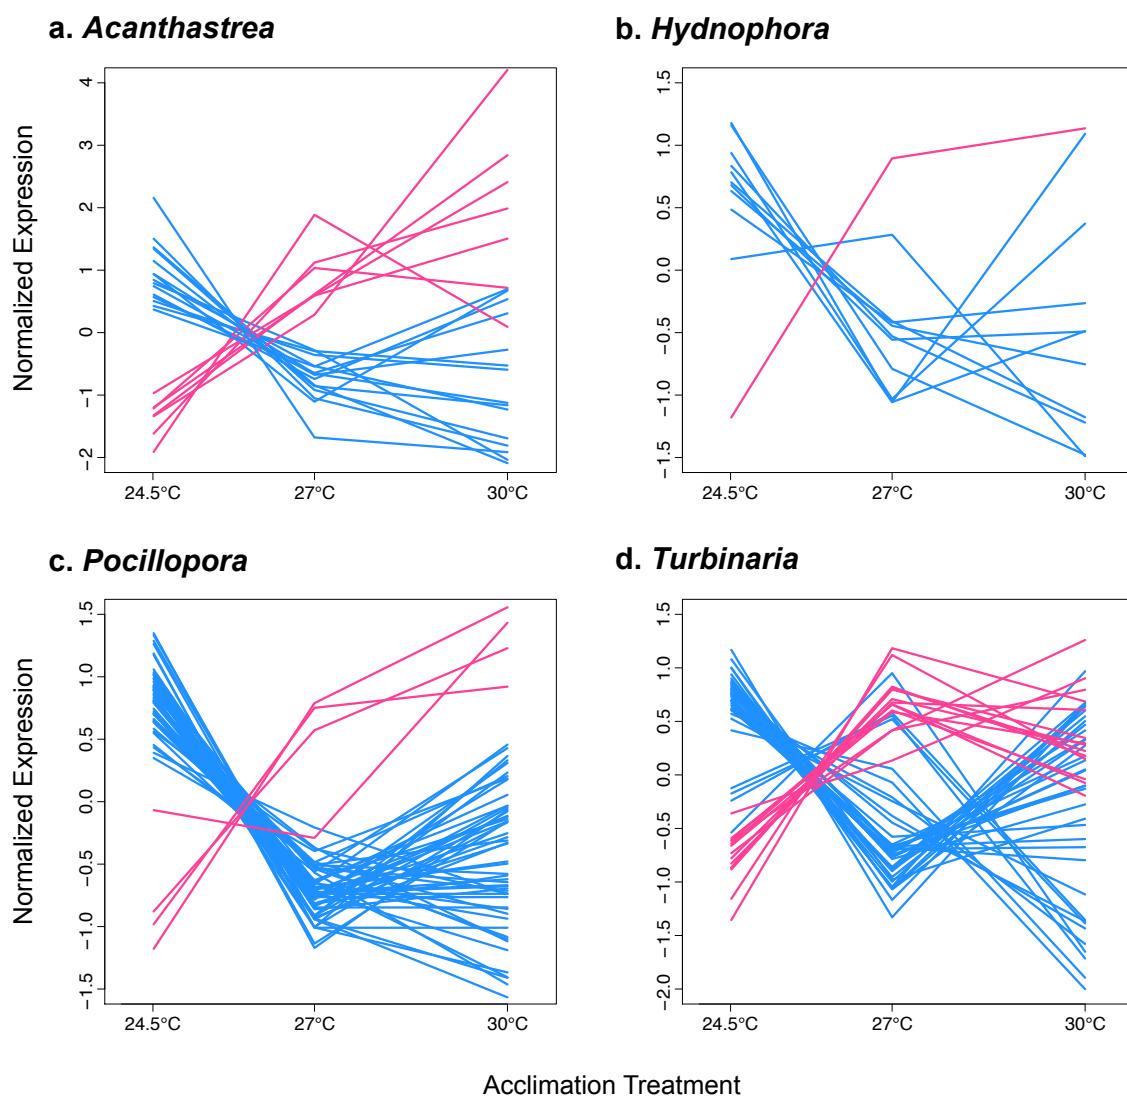 a. Acanthastrea
b. Hydnophora
Normalized Expression
4
3
2
1
0
−1
−2
24.5°C
27°C
30°C
1.5
1.0
0.5
0.0
−0.5
−1.0
−1.5
24.5°C
27°C
30°C
c. Pocillopora
d. Turbinaria
Normalized Expression
1.5
1.0
0.5
0.0
−0.5
−1.0
−1.5
24.5°C
27°C
30°C
1.5
1.0
0.5
0.0
−0.5
−1.0
−1.5
−2.0
24.5°C
27°C
30°C
Acclimation Treatment